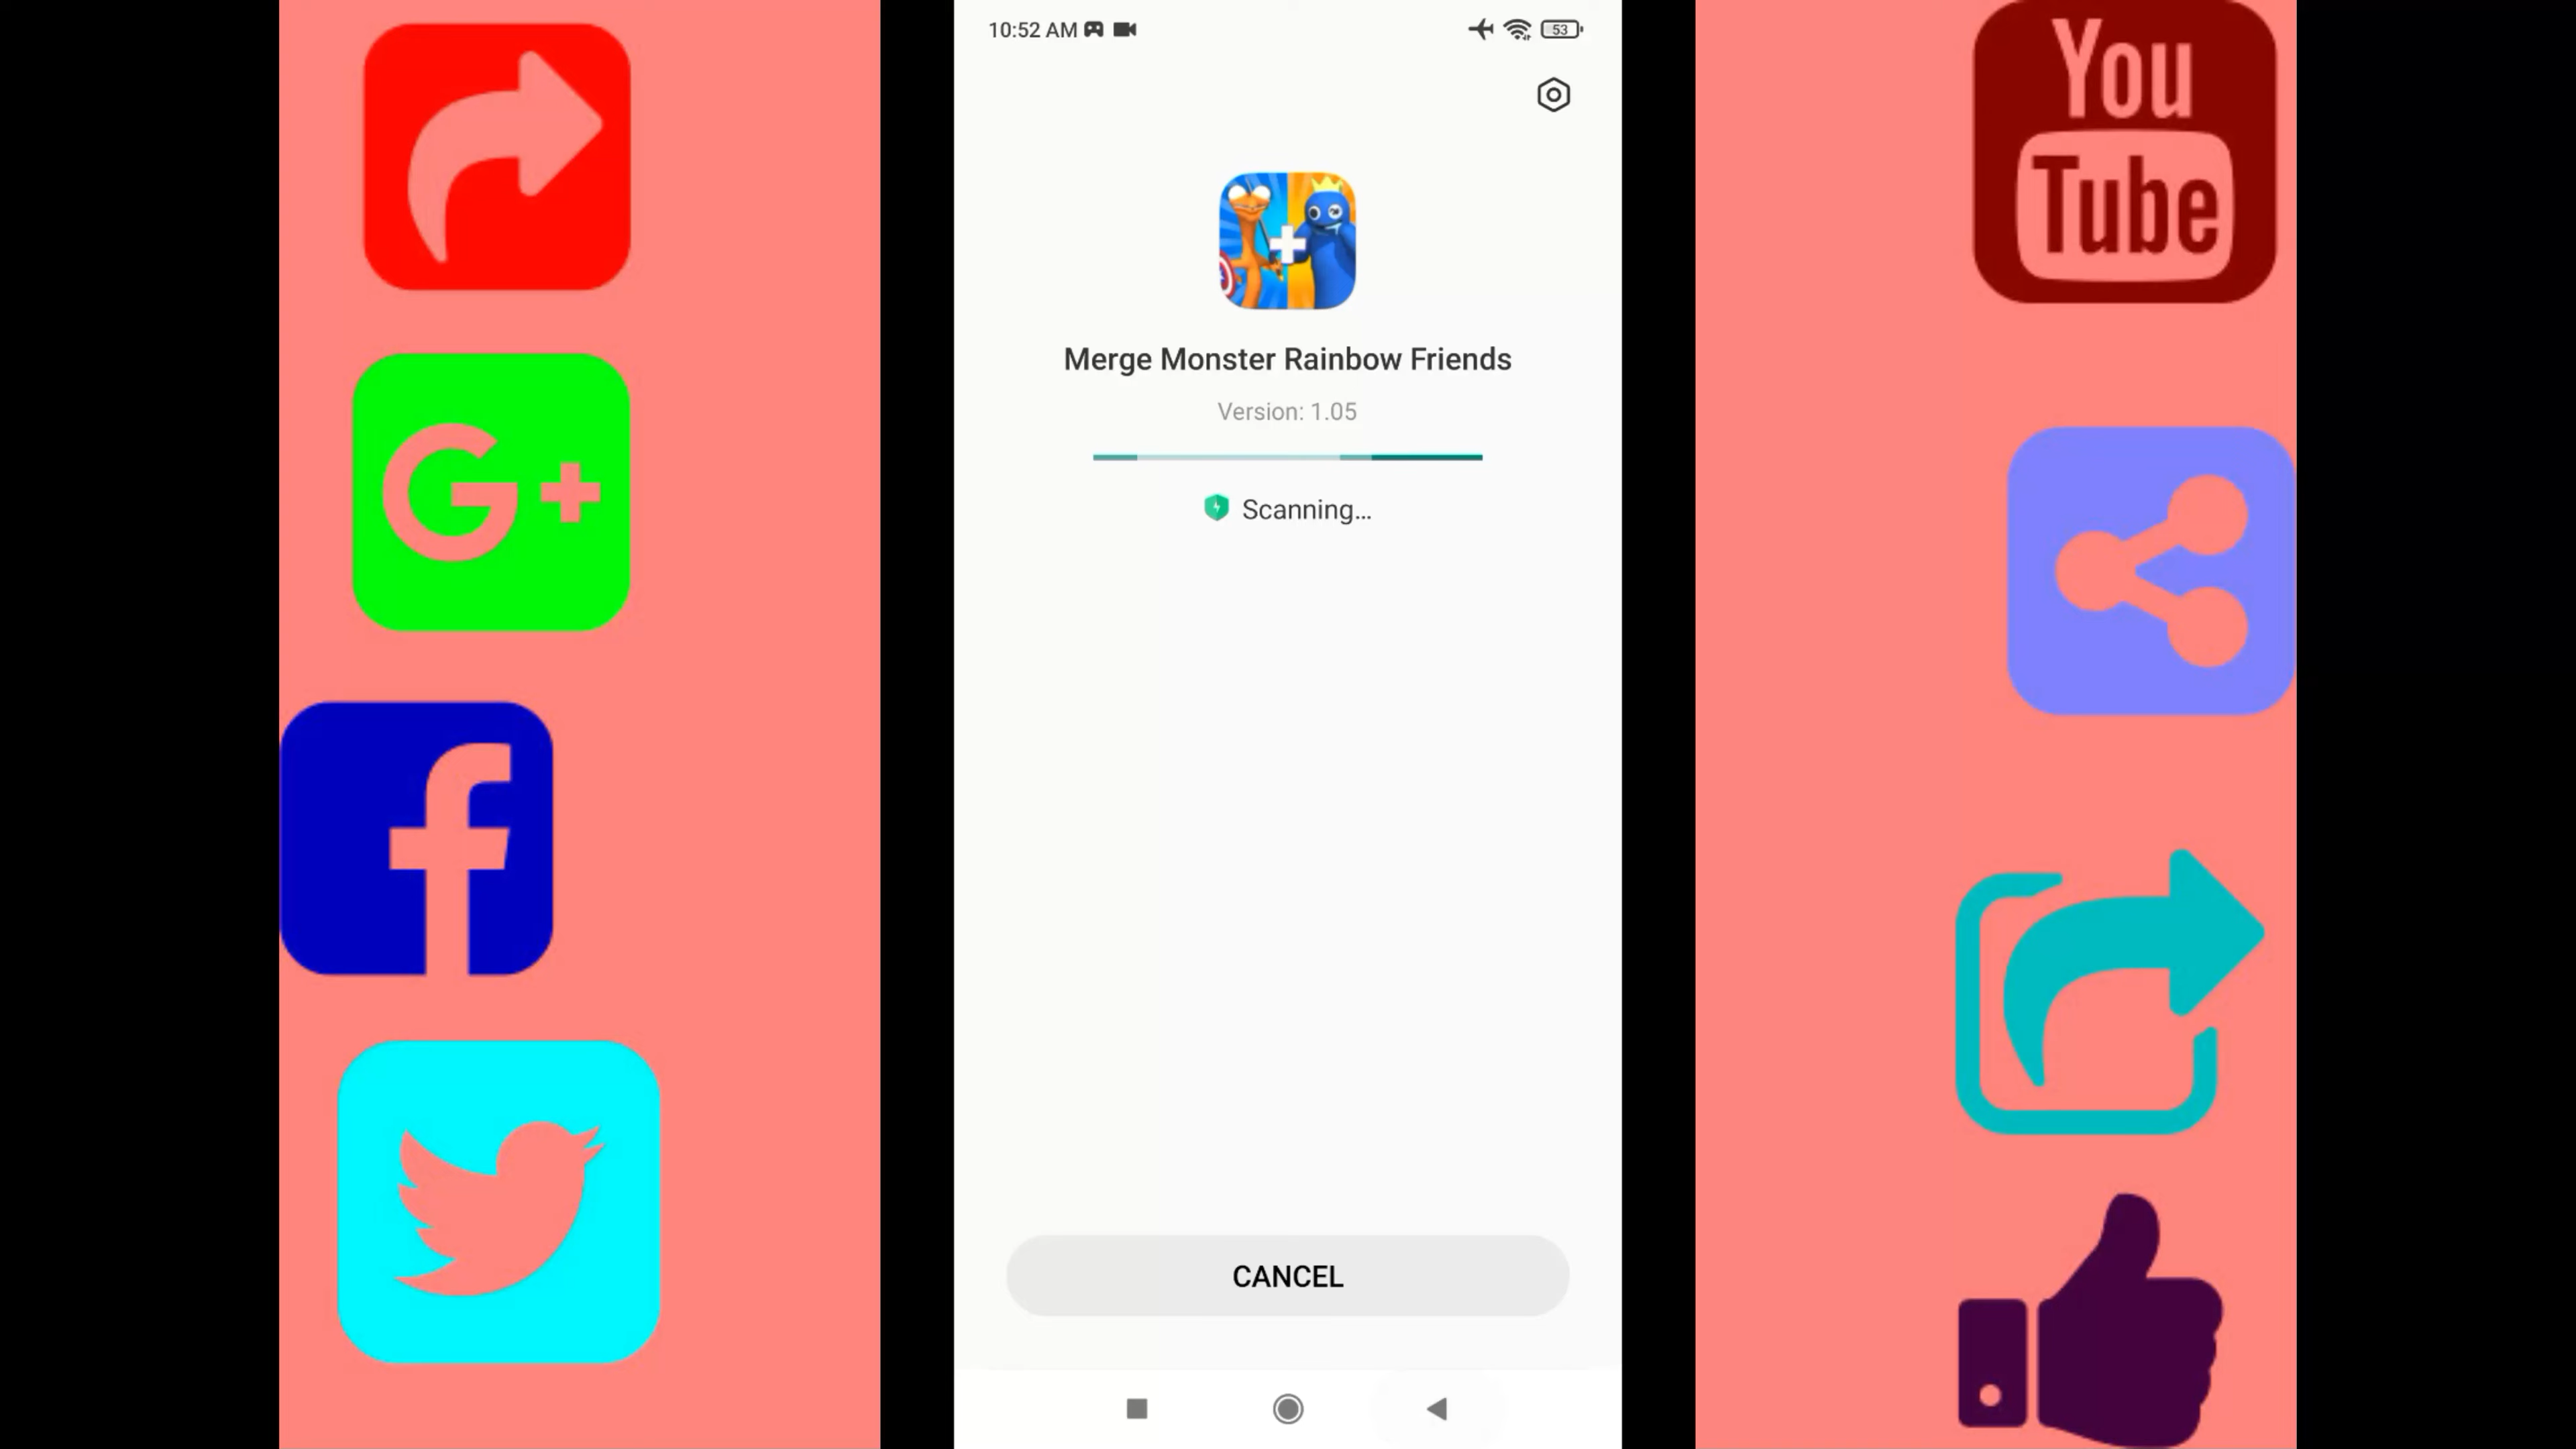 10:52 AM
53
Merge Monster Rainbow Friends
Version: 1.05
Scanning...
CANCEL
G+
f
You
Tube